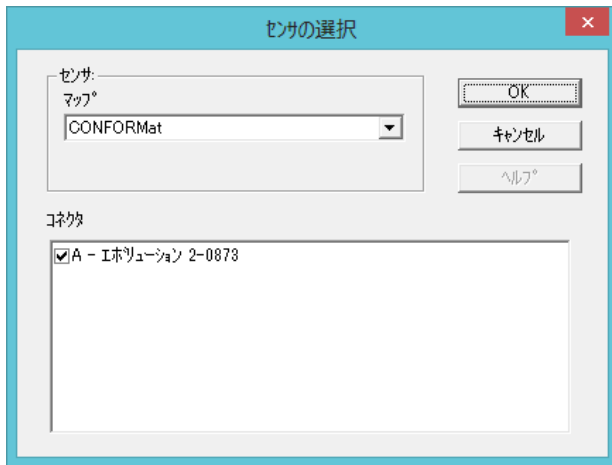 ｾﾝｻの選択
ｾﾝｻ:
ﾏｯﾌﾟ
CONFORMat
OK
ｷｬﾝｾﾙ
ﾍﾙﾌﾟ
ｺﾈｸﾀ
A - ｴﾎﾞﾘｭｰｼｮﾝ 2-0873